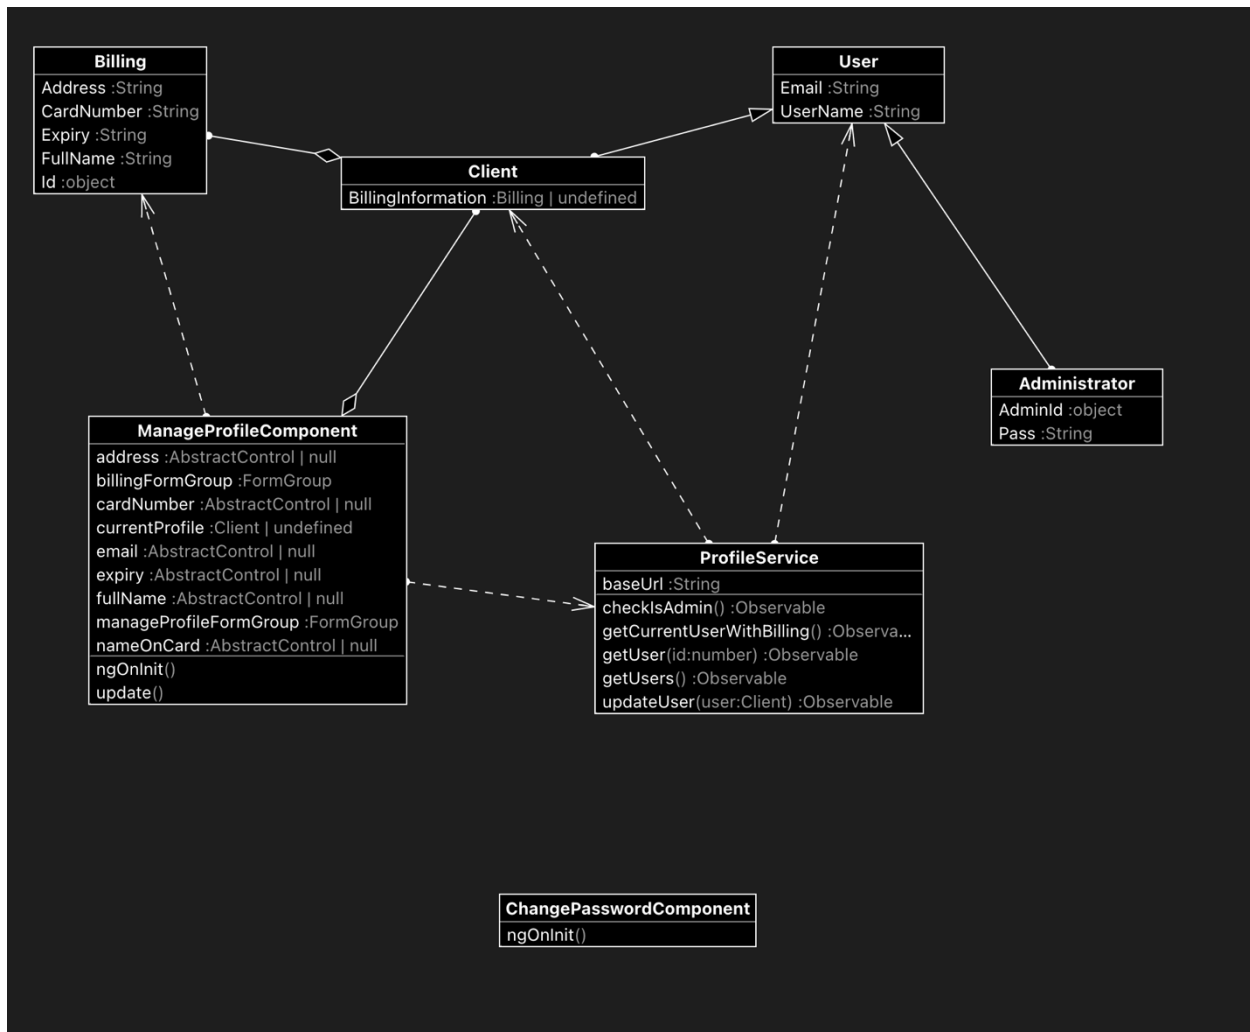 Billing
Address :String
CardNumber :String
Expiry :String
FullName :String
Id :object
User
Email :String
UserName :String
Client
BillingInformation :Billing | undefined
Administrator
AdminId :object
Pass :String
ManageProfileComponent
address :AbstractControl | null
billingFormGroup :FormGroup
cardNumber :AbstractControl | null
currentProfile :Client | undefined
email :AbstractControl | null
expiry :AbstractControl | null
fullName :AbstractControl | null
manageProfileFormGroup :FormGroup
nameOnCard :AbstractControl | null
ngOnInit()
update()
ProfileService
baseUrl :String
checkIsAdmin() :Observable
getCurrentUserWithBilling() :Observa...
getUser(id:number) :Observable
getUsers() :Observable
updateUser(user:Client) :Observable
ChangePasswordComponent
ngOnInit()